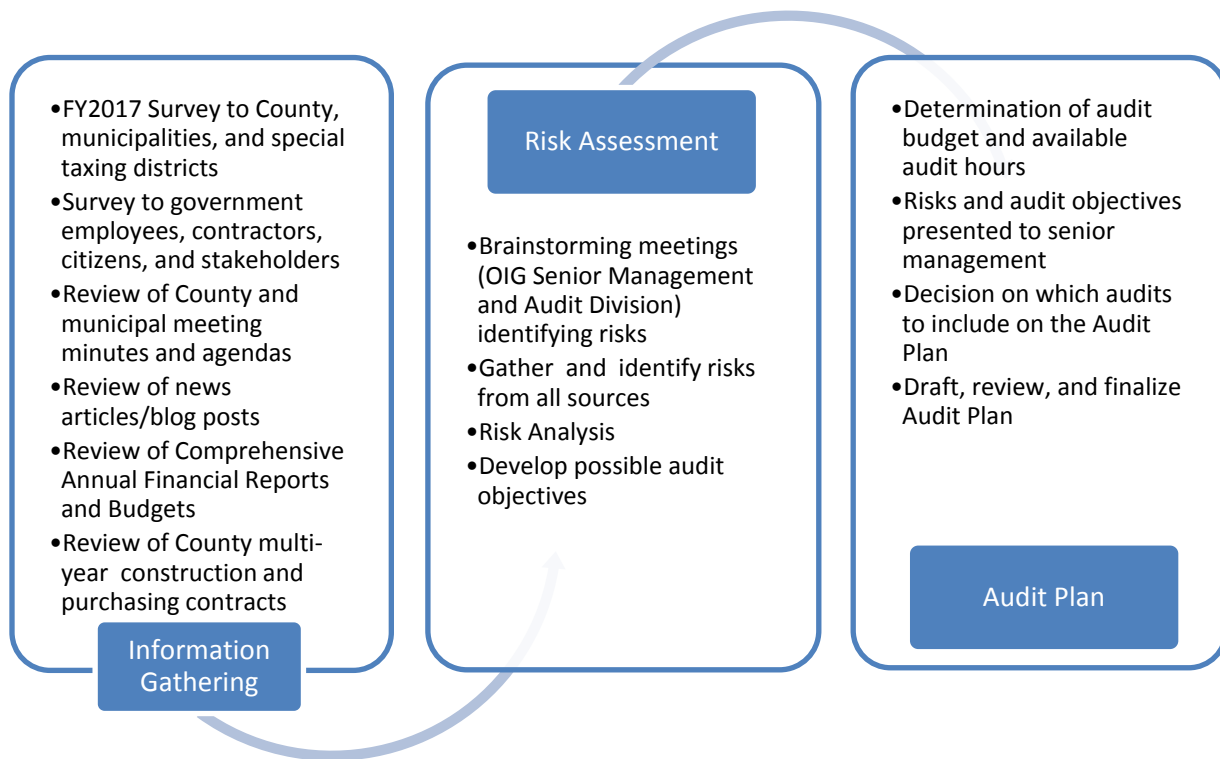 •FY2017 Survey to County,
municipalities, and special
taxing districts
•Survey to government
employees, contractors,
citizens, and stakeholders
•Review of County and
municipal meeting
minutes and agendas
•Review of news
articles/blog posts
•Review of Comprehensive
Annual Financial Reports
and Budgets
•Review of County multi-
year construction and
purchasing contracts
Information
Gathering
Risk Assessment
•Brainstorming meetings
(OIG Senior Management
and Audit Division)
identifying risks
•Gather and identify risks
from all sources
•Risk Analysis
•Develop possible audit
objectives
•Determination of audit
budget and available
audit hours
•Risks and audit objectives
presented to senior
management
•Decision on which audits
to include on the Audit
Plan
•Draft, review, and finalize
Audit Plan
Audit Plan